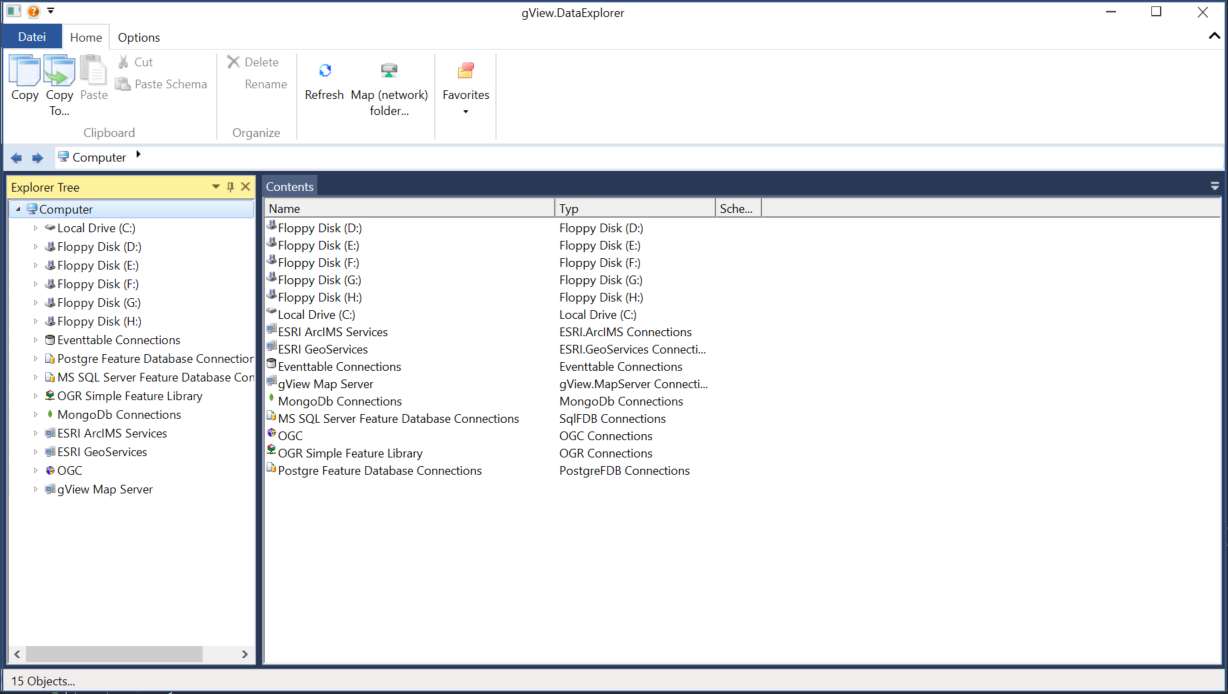 gView.DataExplorer
Datei Home Options
Copy Copy To... Paste Cut Paste Schema
Clipboard
Delete
Rename
Organize
Refresh Map (network) folder... Favorites
Computer
Explorer Tree
Computer
Local Drive (C:)
Floppy Disk (D:)
Floppy Disk (E:)
Floppy Disk (F:)
Floppy Disk (G:)
Floppy Disk (H:)
Eventtable Connections
Postgre Feature Database Connection
MS SQL Server Feature Database Con
OGR Simple Feature Library
MongoDb Connections
ESRI ArcIMS Services
ESRI GeoServices
OGC
gView Map Server
Contents
Name Typ Sche...
Floppy Disk (D:) Floppy Disk (D:)
Floppy Disk (E:) Floppy Disk (E:)
Floppy Disk (F:) Floppy Disk (F:)
Floppy Disk (G:) Floppy Disk (G:)
Floppy Disk (H:) Floppy Disk (H:)
Local Drive (C:) Local Drive (C:)
ESRI ArcIMS Services ESRI.ArcIMS Connections
ESRI GeoServices ESRI.GeoServices Connecti...
Eventtable Connections Eventtable Connections
gView Map Server gView.MapServer Connecti...
MongoDb Connections MongoDb Connections
MS SQL Server Feature Database Connections SqlFDB Connections
OGC OGC Connections
OGR Simple Feature Library OGR Connections
Postgre Feature Database Connections PostgreFDB Connections
15 Objects...